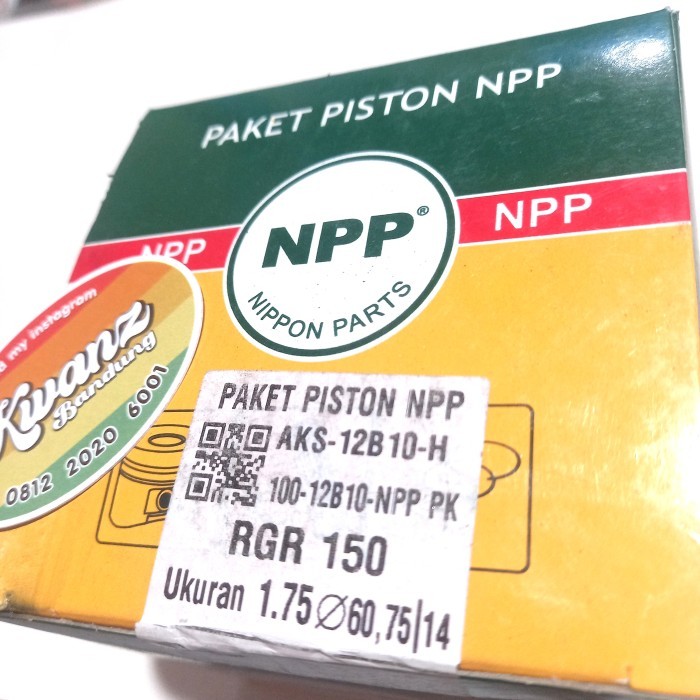 PAKET PISTON NPP
NPP
NPP
NPP®
NIPPON PARTS
my instagram
Kwanz
Bandung
0812 2020 6001
PAKET PISTON NPP
AKS-12B10-H
100-12B10-NPP PK
RGR 150
Ukuran 1.75 Ø60,75|14